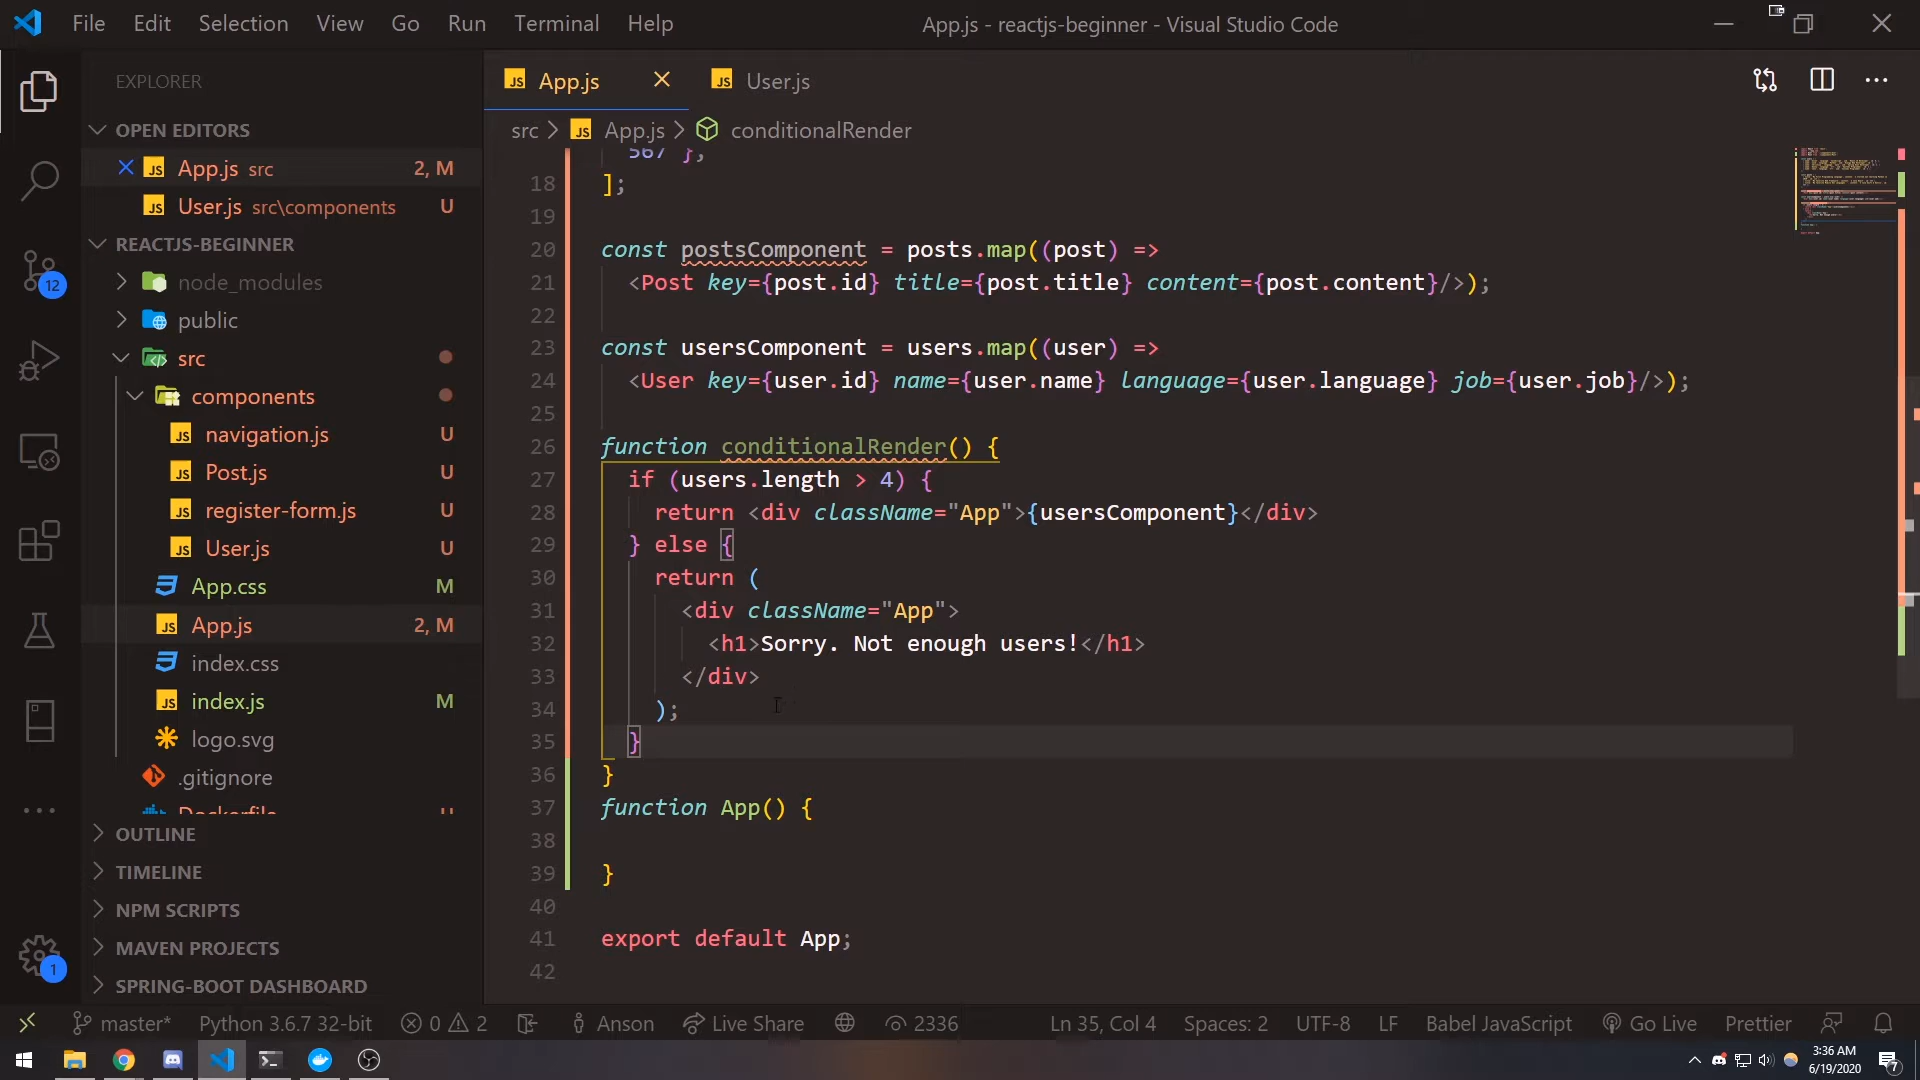 File Edit Selection View Go Run Terminal Help
App.js - reactjs-beginner - Visual Studio Code
EXPLORER
OPEN EDITORS
App.js src 2, M
User.js src\components U
REACTJS-BEGINNER
node_modules
public
src
components
navigation.js U
Post.js U
register-form.js U
User.js U
App.css M
App.js 2, M
index.css
index.js M
logo.svg
.gitignore
Dockerfile U
OUTLINE
TIMELINE
NPM SCRIPTS
MAVEN PROJECTS
SPRING-BOOT DASHBOARD
12
1
JS App.js
JS User.js
src > JS App.js > conditionalRender
567 },
18 ];
19
20 const postsComponent = posts.map((post) =>
21 <Post key={post.id} title={post.title} content={post.content}/>);
22
23 const usersComponent = users.map((user) =>
24 <User key={user.id} name={user.name} language={user.language} job={user.job}/>);
25
26 function conditionalRender() {
27 if (users.length > 4) {
28 return <div className="App">{usersComponent}</div>
29 } else {
30 return (
31 <div className="App">
32 <h1>Sorry. Not enough users!</h1>
33 </div>
34 );
35 }
36 }
37 function App() {
38
39 }
40
41 export default App;
42
master* Python 3.6.7 32-bit 0 2 Anson Live Share 2336 Ln 35, Col 4 Spaces: 2 UTF-8 LF Babel JavaScript Go Live Prettier
3:36 AM
6/19/2020
7